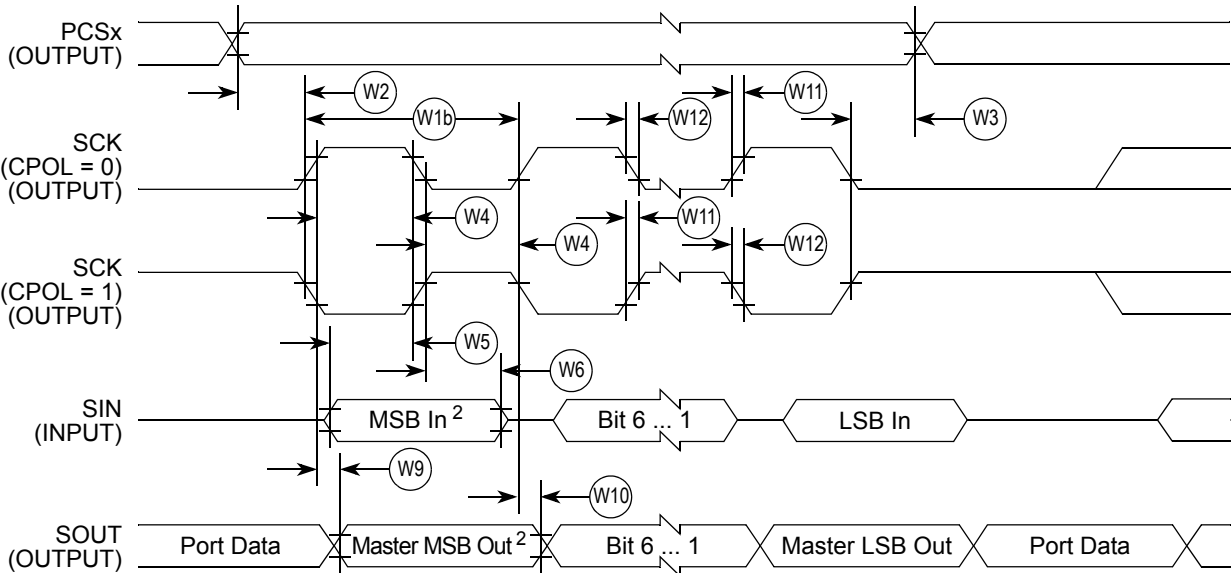 PCSx
(OUTPUT)
W2
W11
W1b
W12
W3
SCK
(CPOL = 0)
(OUTPUT)
W4
W11
W4
W12
SCK
(CPOL = 1)
(OUTPUT)
W5
W6
SIN
(INPUT)
MSB In 2
Bit 6 ... 1
LSB In
W9
W10
SOUT
(OUTPUT)
Port Data
Master MSB Out 2
Bit 6 ... 1
Master LSB Out
Port Data